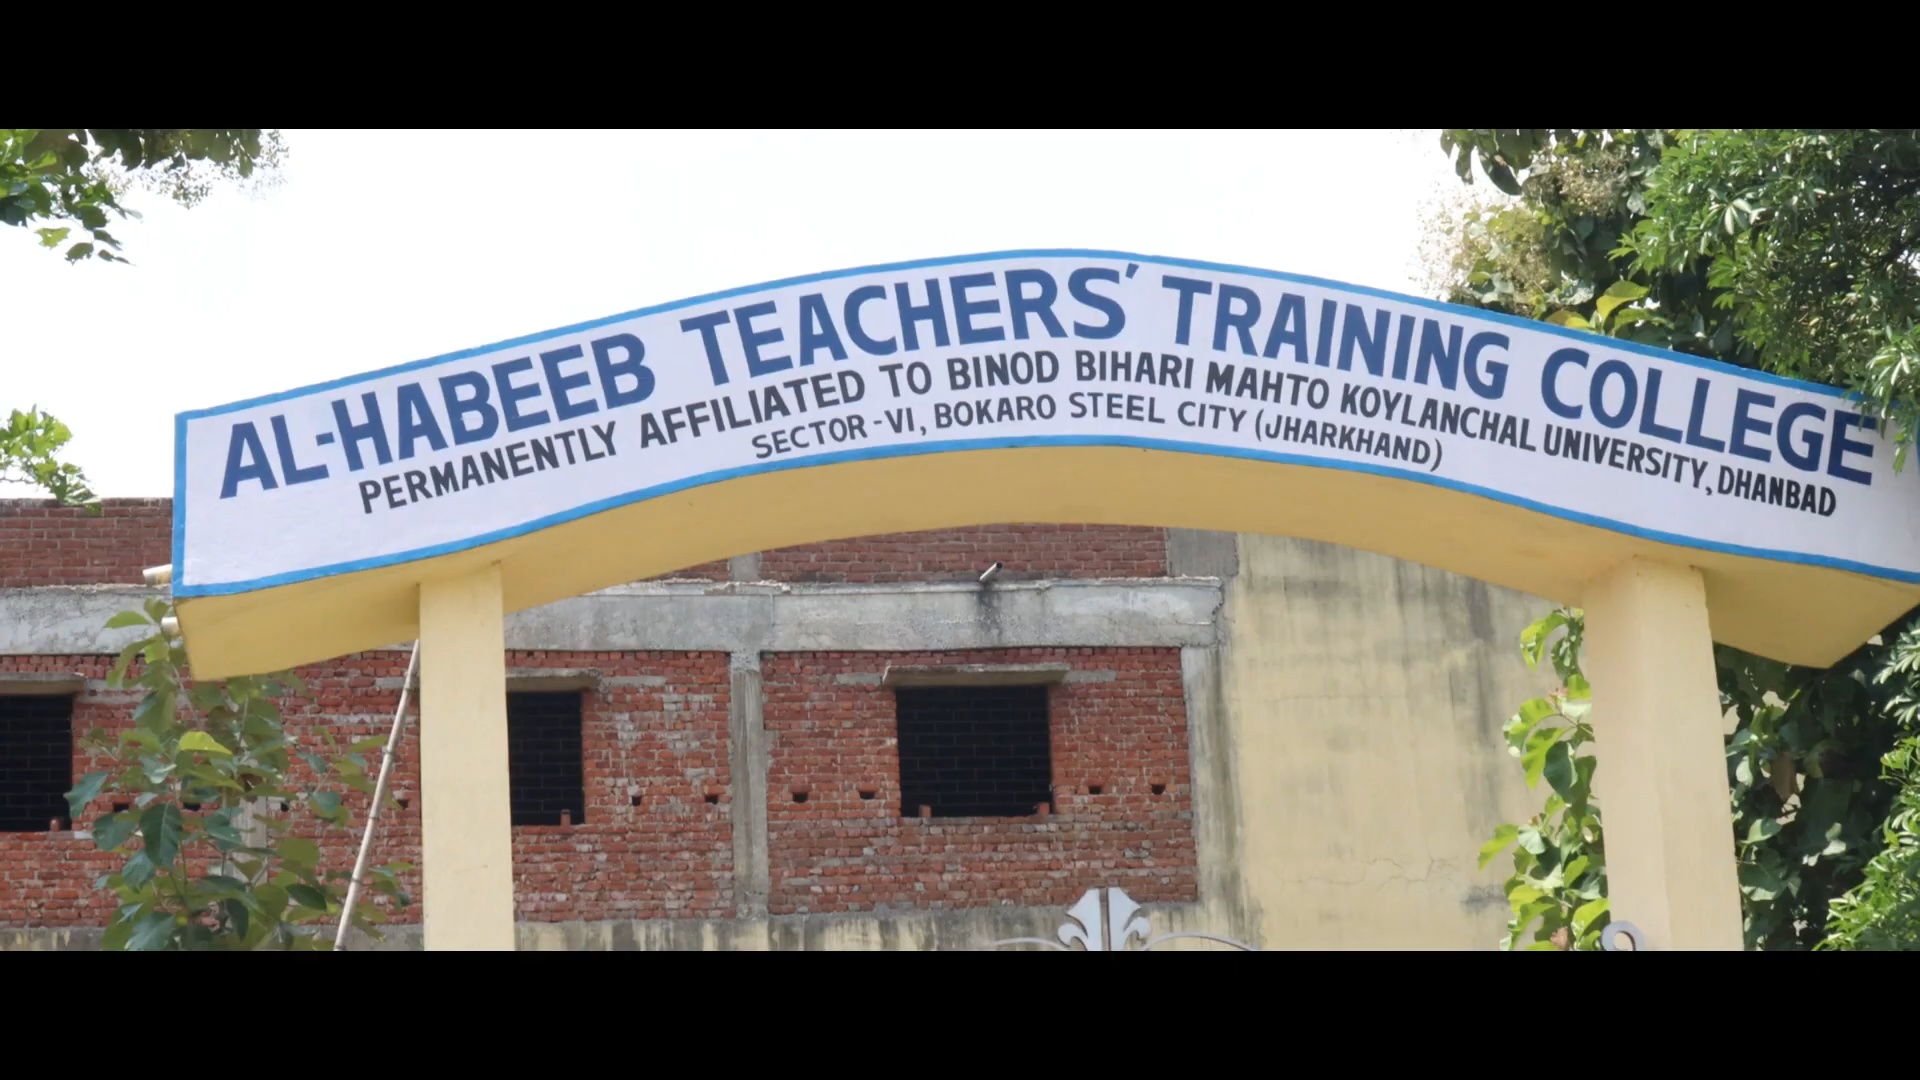 AL-HABEEB TEACHERS' TRAINING COLLEGE
PERMANENTLY AFFILIATED TO BINOD BIHARI MAHTO KOYLANCHAL UNIVERSITY, DHANBAD
SECTOR-VI, BOKARO STEEL CITY (JHARKHAND)